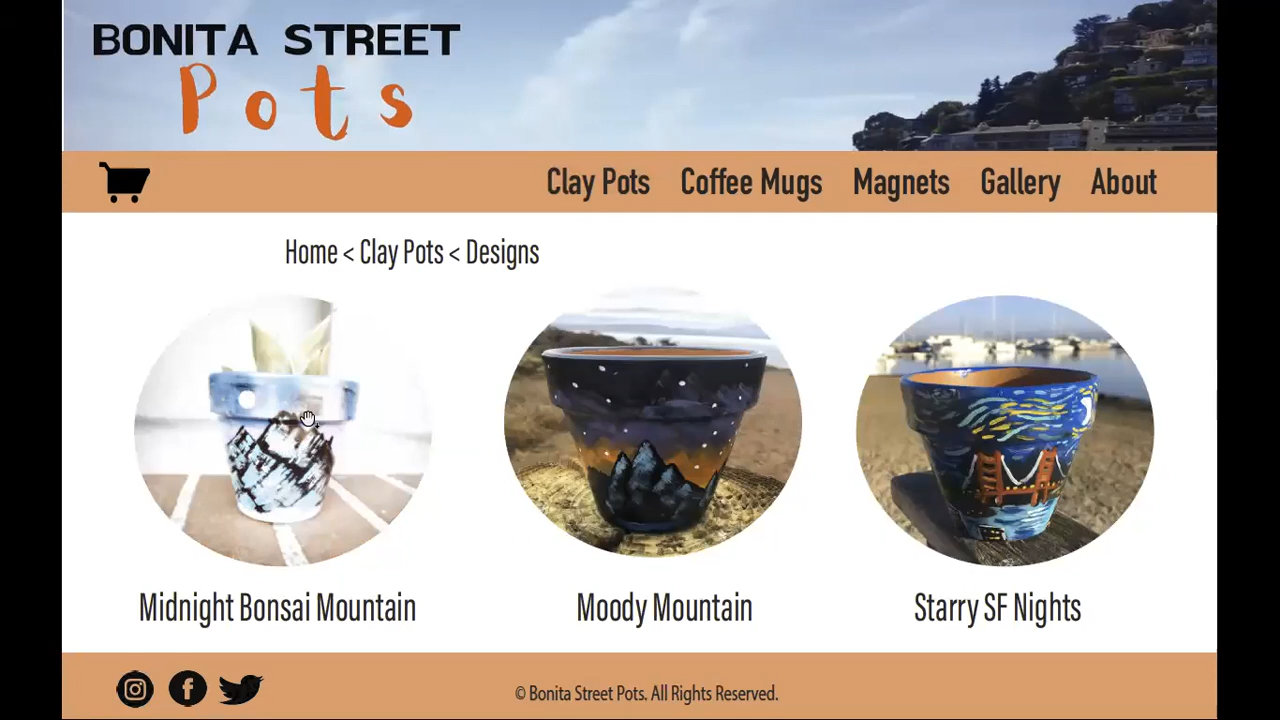 BONITA STREET
Pots
Clay Pots Coffee Mugs Magnets Gallery About
Home < Clay Pots < Designs
Midnight Bonsai Mountain Moody Mountain Starry SF Nights
© Bonita Street Pots. All Rights Reserved.